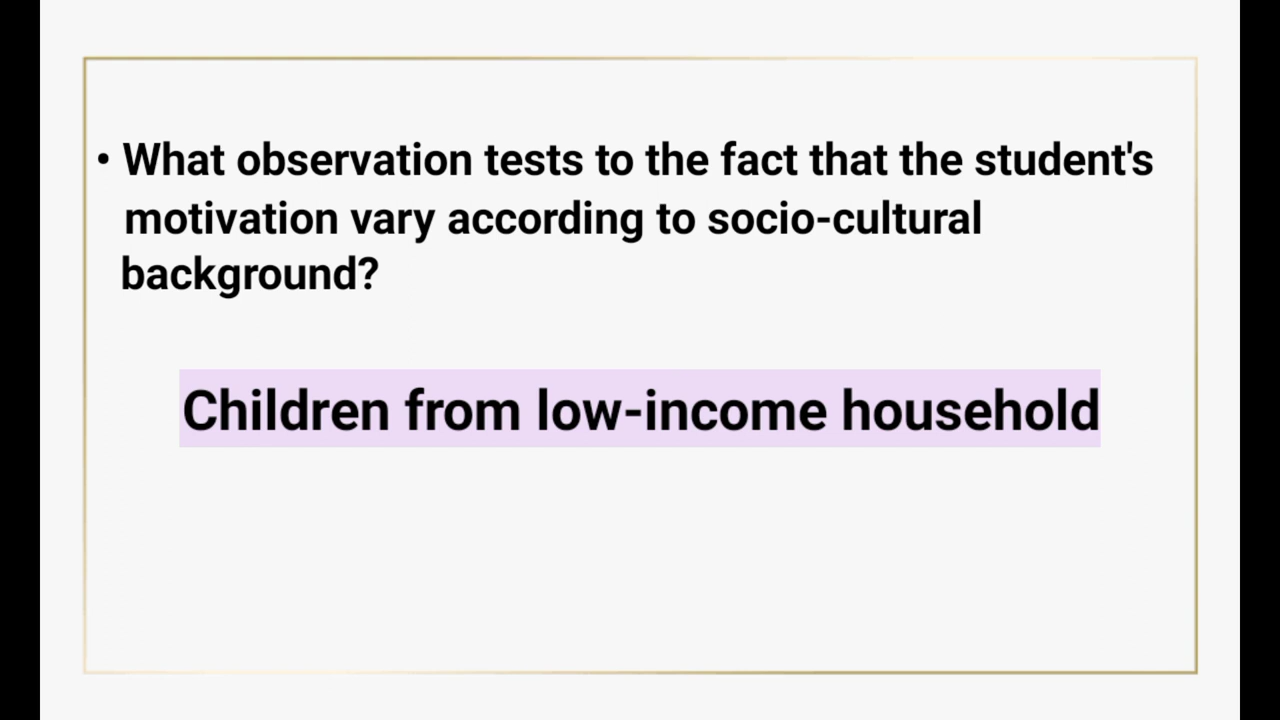 • What observation tests to the fact that the student's
motivation vary according to socio-cultural
background?
Children from low-income household